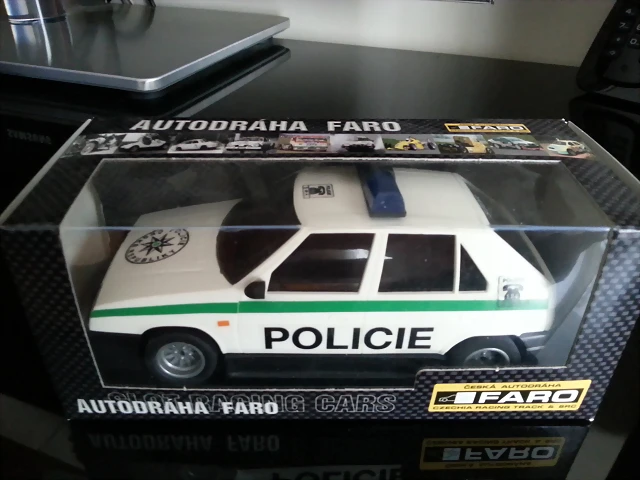 AUTODRÁHA FARO
FARO
POLICIE
SLOT RACING CARS
AUTODRÁHA FARO
ČESKÁ AUTODRÁHA
FARO
CZECHIA RACING TRACK & SRC